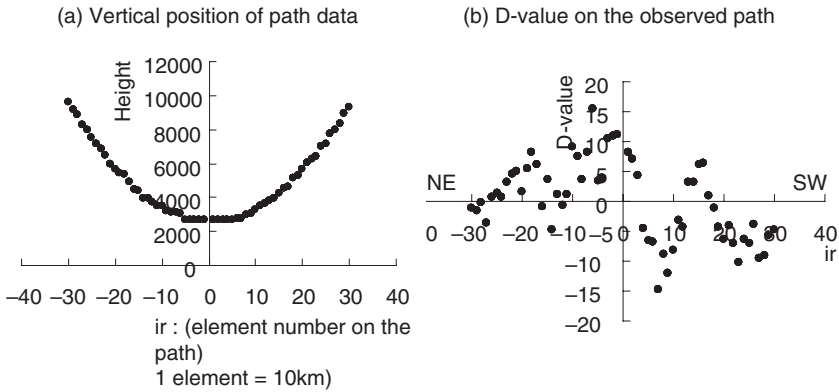 (a) Vertical position of path data
Height
12000
10000
8000
6000
4000
2000
0
−40 −30 −20 −10 0 10 20 30 40
ir : (element number on the
path)
1 element = 10km)
(b) D-value on the observed path
D-value
20
15
10
5
0
−5
−10
−15
−20
NE
SW
0 −30 −20 −10 0 10 20 30 40
ir